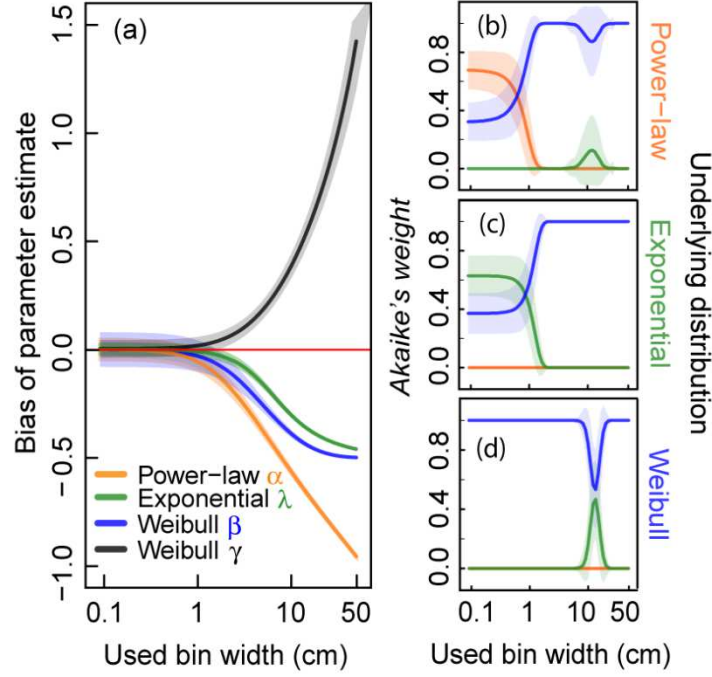 (a)
Bias of parameter estimate
1.5
1.0
0.5
0.0
−0.5
−1.0
Power−law α
Exponential λ
Weibull β
Weibull γ
0.1 1 10 50
Used bin width (cm)
Akaike's weight
(b)
0.8
0.4
0.0
Power−law
(c)
0.8
0.4
0.0
Exponential
(d)
0.8
0.4
0.0
Weibull
Underlying distribution
0.1 1 10 50
Used bin width (cm)